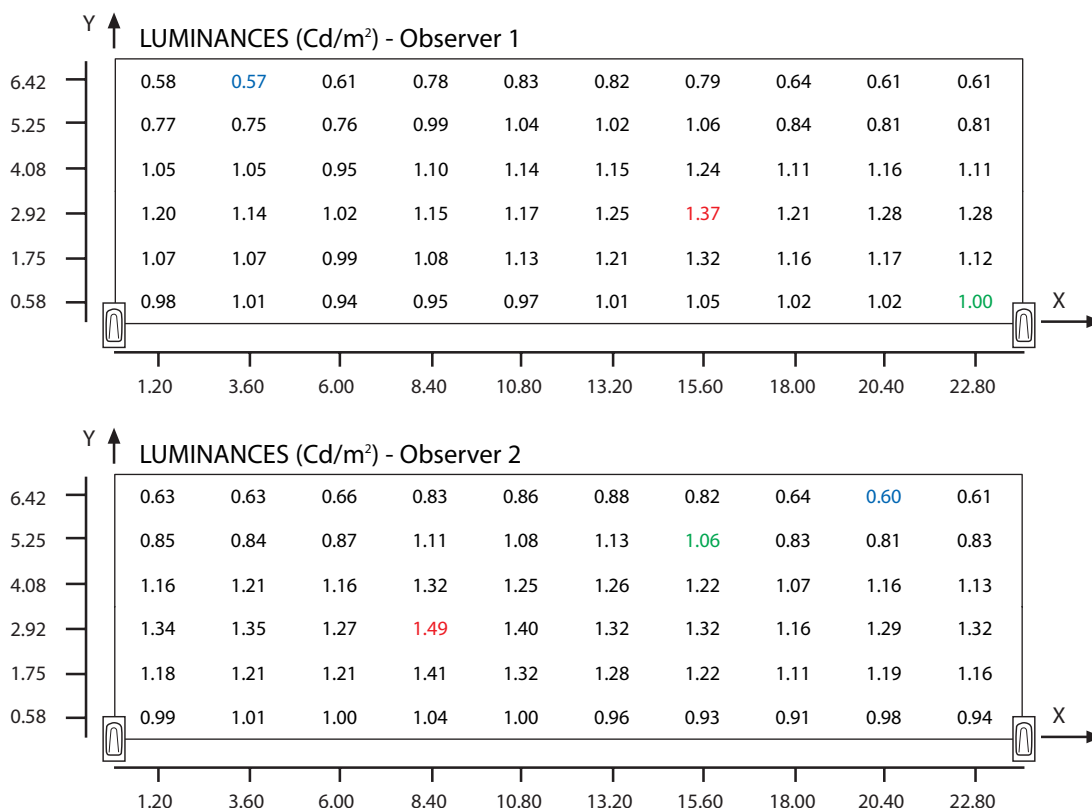 Y
LUMINANCES (Cd/m²) - Observer 1
6.42 0.58 0.57 0.61 0.78 0.83 0.82 0.79 0.64 0.61 0.61
5.25 0.77 0.75 0.76 0.99 1.04 1.02 1.06 0.84 0.81 0.81
4.08 1.05 1.05 0.95 1.10 1.14 1.15 1.24 1.11 1.16 1.11
2.92 1.20 1.14 1.02 1.15 1.17 1.25 1.37 1.21 1.28 1.28
1.75 1.07 1.07 0.99 1.08 1.13 1.21 1.32 1.16 1.17 1.12
0.58 0.98 1.01 0.94 0.95 0.97 1.01 1.05 1.02 1.02 1.00 X
1.20 3.60 6.00 8.40 10.80 13.20 15.60 18.00 20.40 22.80
Y
LUMINANCES (Cd/m²) - Observer 2
6.42 0.63 0.63 0.66 0.83 0.86 0.88 0.82 0.64 0.60 0.61
5.25 0.85 0.84 0.87 1.11 1.08 1.13 1.06 0.83 0.81 0.83
4.08 1.16 1.21 1.16 1.32 1.25 1.26 1.22 1.07 1.16 1.13
2.92 1.34 1.35 1.27 1.49 1.40 1.32 1.32 1.16 1.29 1.32
1.75 1.18 1.21 1.21 1.41 1.32 1.28 1.22 1.11 1.19 1.16
0.58 0.99 1.01 1.00 1.04 1.00 0.96 0.93 0.91 0.98 0.94 X
1.20 3.60 6.00 8.40 10.80 13.20 15.60 18.00 20.40 22.80